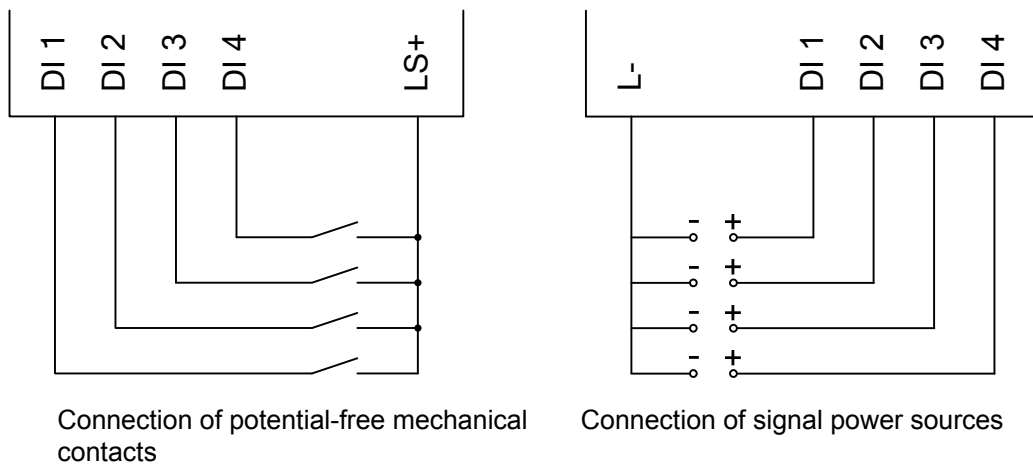 DI 1
DI 2
DI 3
DI 4
LS+
L-
DI 1
DI 2
DI 3
DI 4
- +
- +
- +
- +
Connection of potential-free mechanical
contacts
Connection of signal power sources